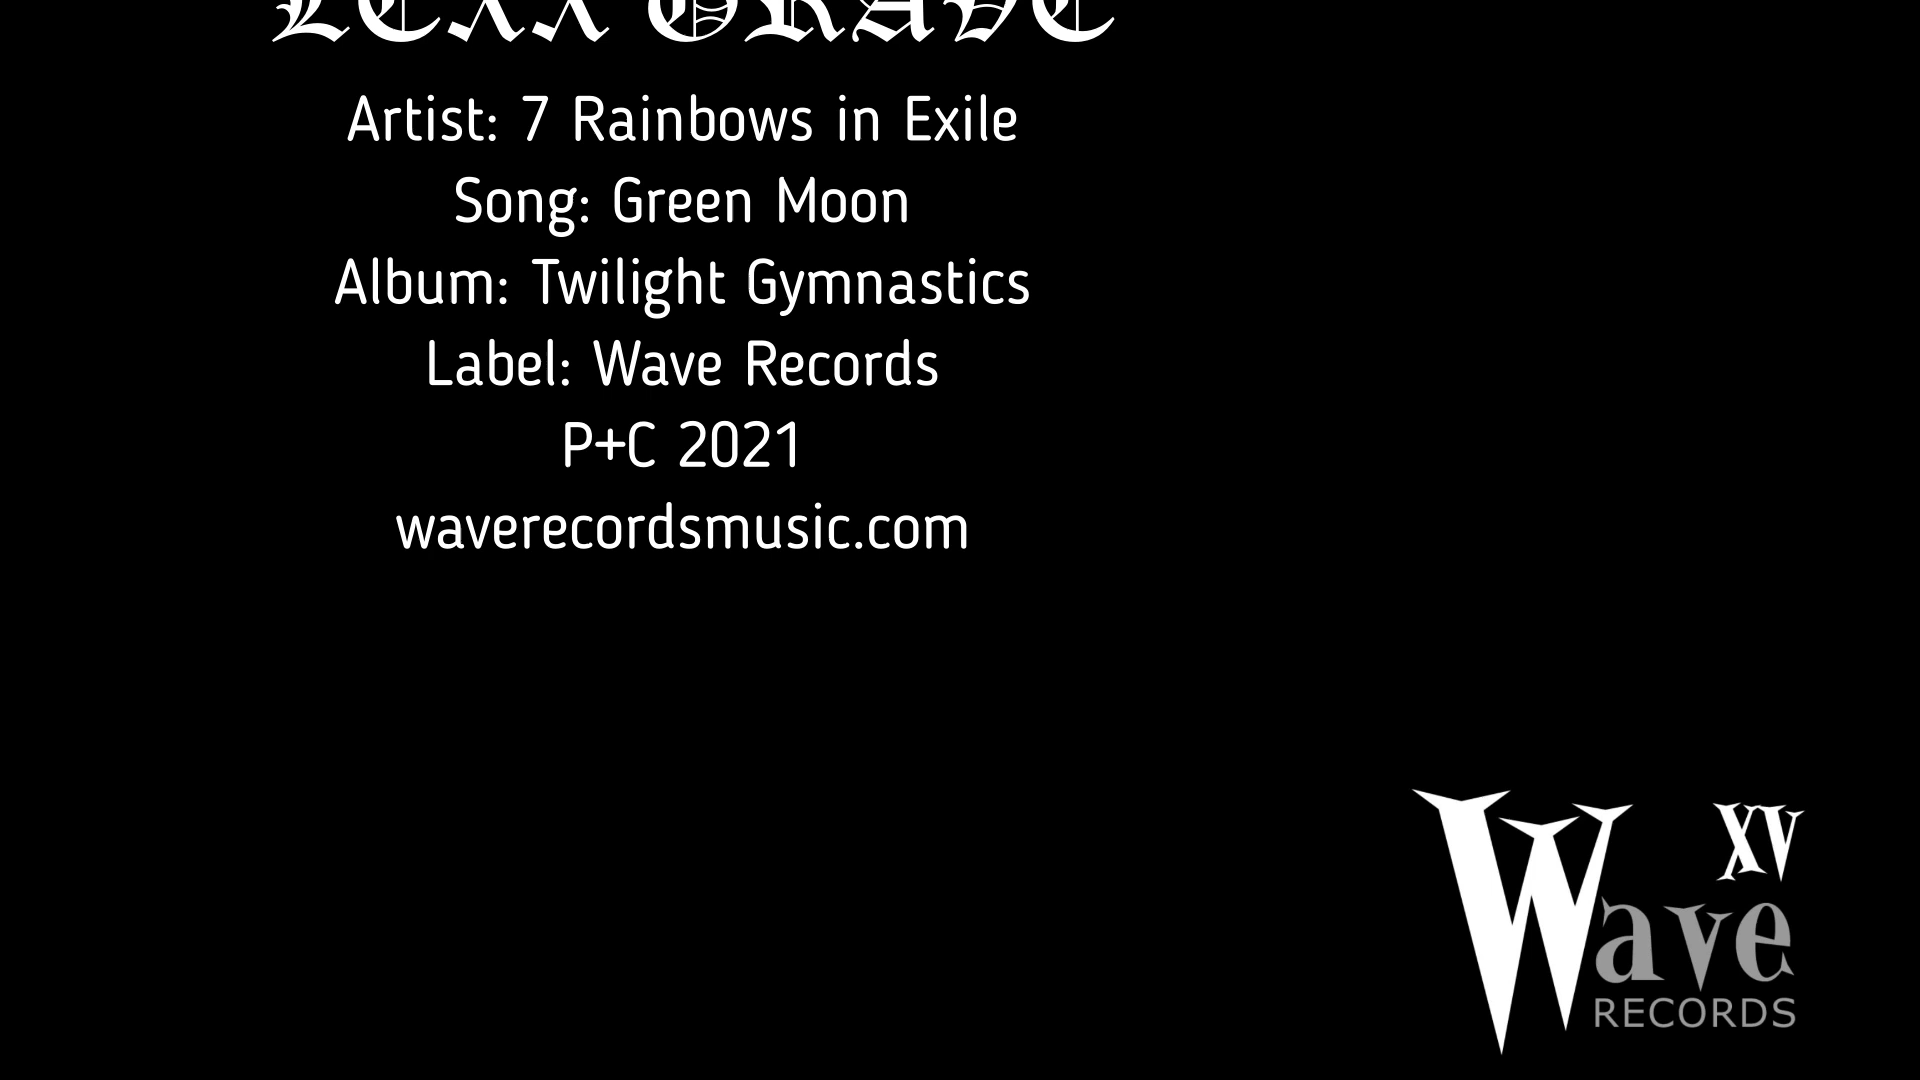 Artist: 7 Rainbows in Exile
Song: Green Moon
Album: Twilight Gymnastics
Label: Wave Records
P+C 2021
waverecordsmusic.com
XV
Wave
RECORDS